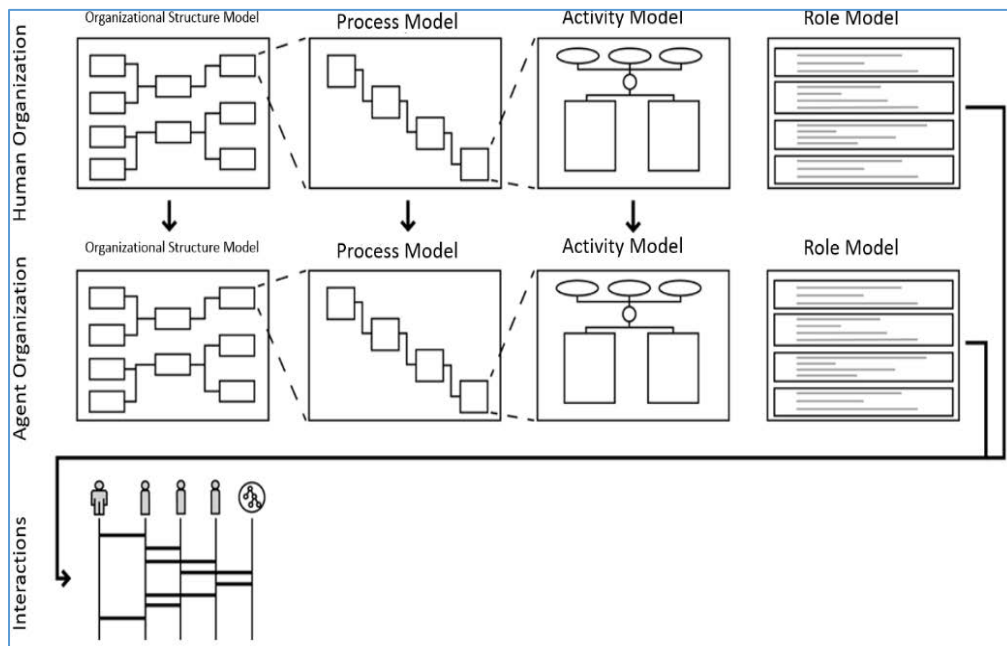 Human Organization
Organizational Structure Model
Process Model
Activity Model
Role Model
Agent Organization
Organizational Structure Model
Process Model
Activity Model
Role Model
Interactions